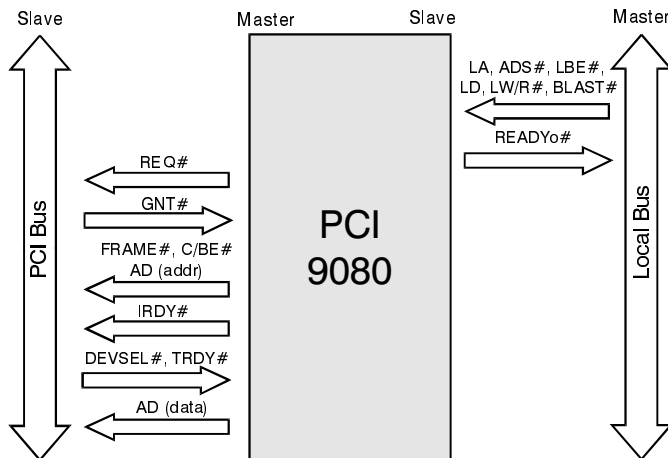 Slave
Master
Slave
Master
LA, ADS#, LBE#,
LD, LW/R#, BLAST#
READYo#
REQ#
GNT#
FRAME#, C/BE#
AD (addr)
IRDY#
DEVSEL#, TRDY#
AD (data)
PCI Bus
PCI
9080
Local Bus